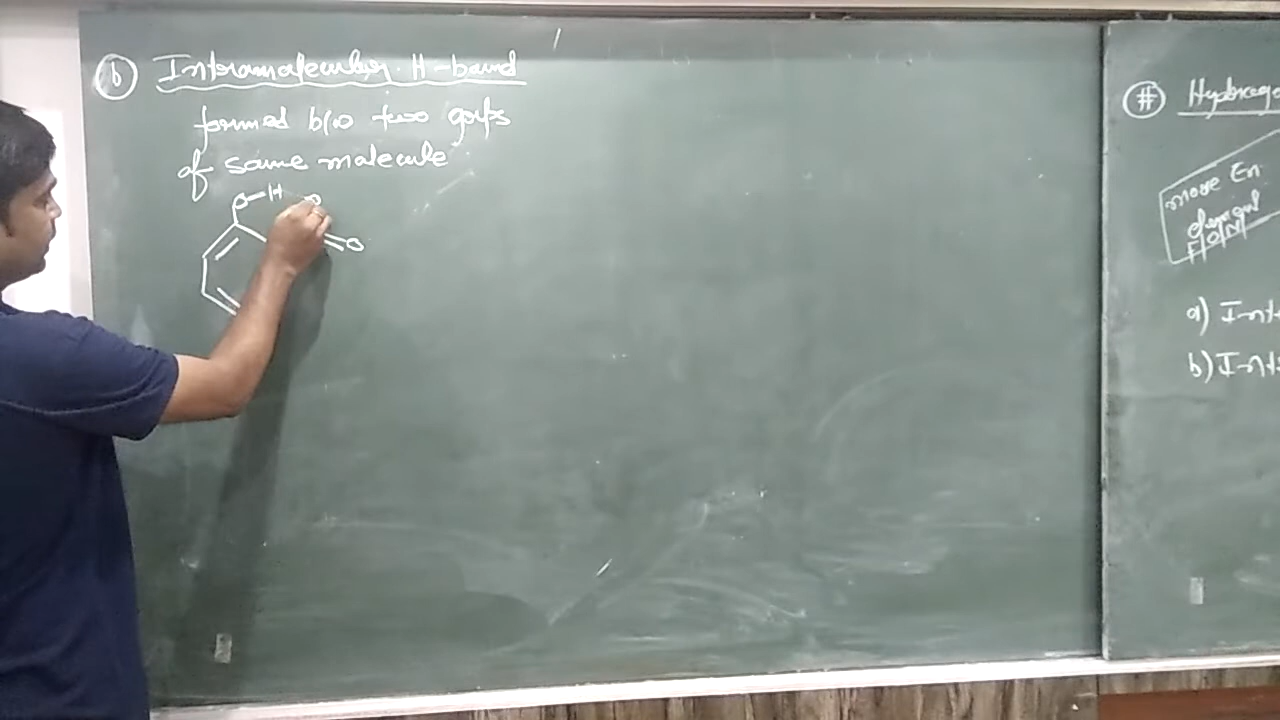 b Intramolecular H-bond
formed b/w two grps
of same molecule
O-H O
O
# Hydroge
more En
element
F/O/N
a) Int
b) Int